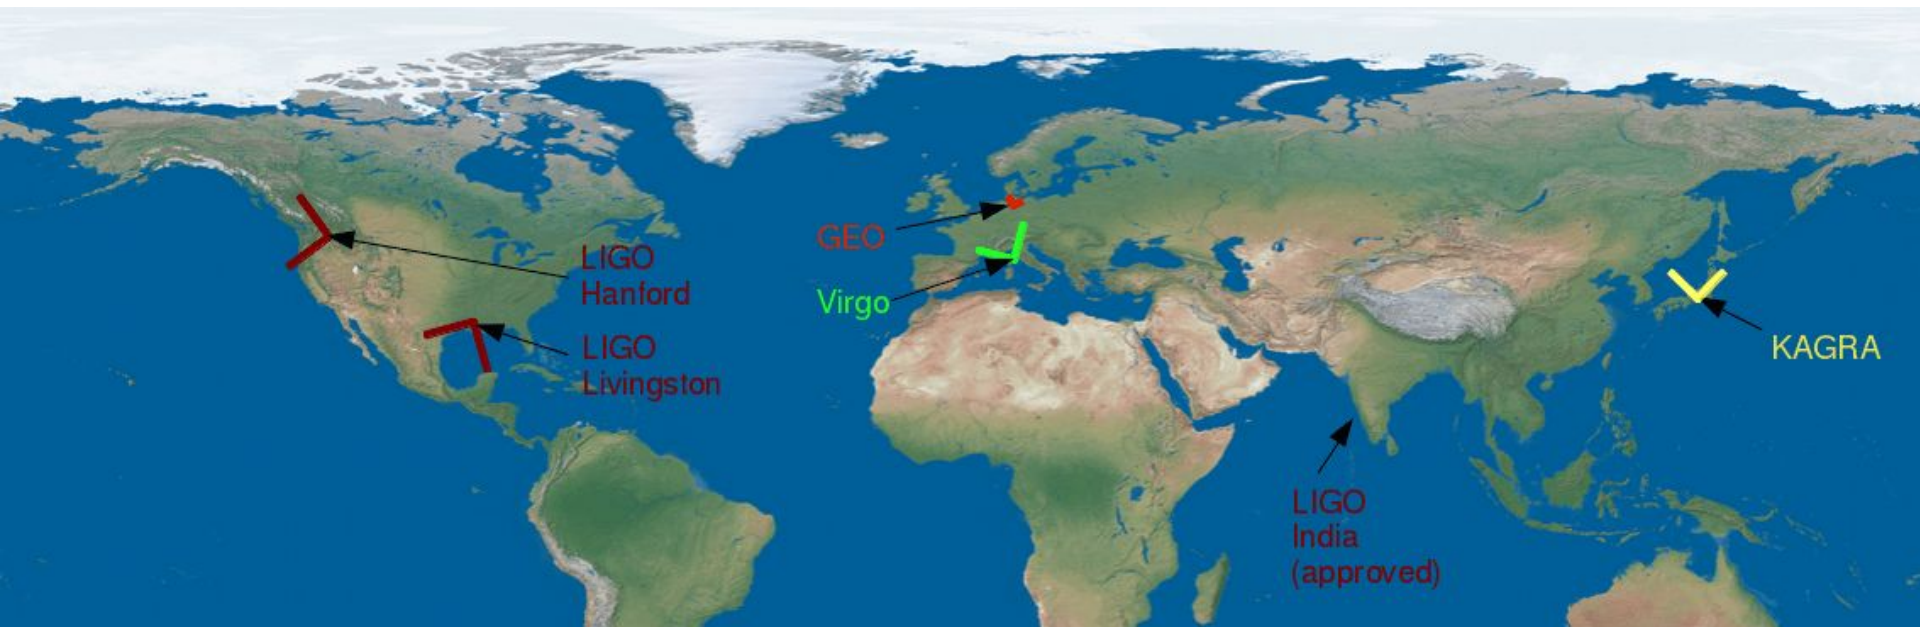 LIGO
Hanford
LIGO
Livingston
GEO
Virgo
LIGO
India
(approved)
KAGRA